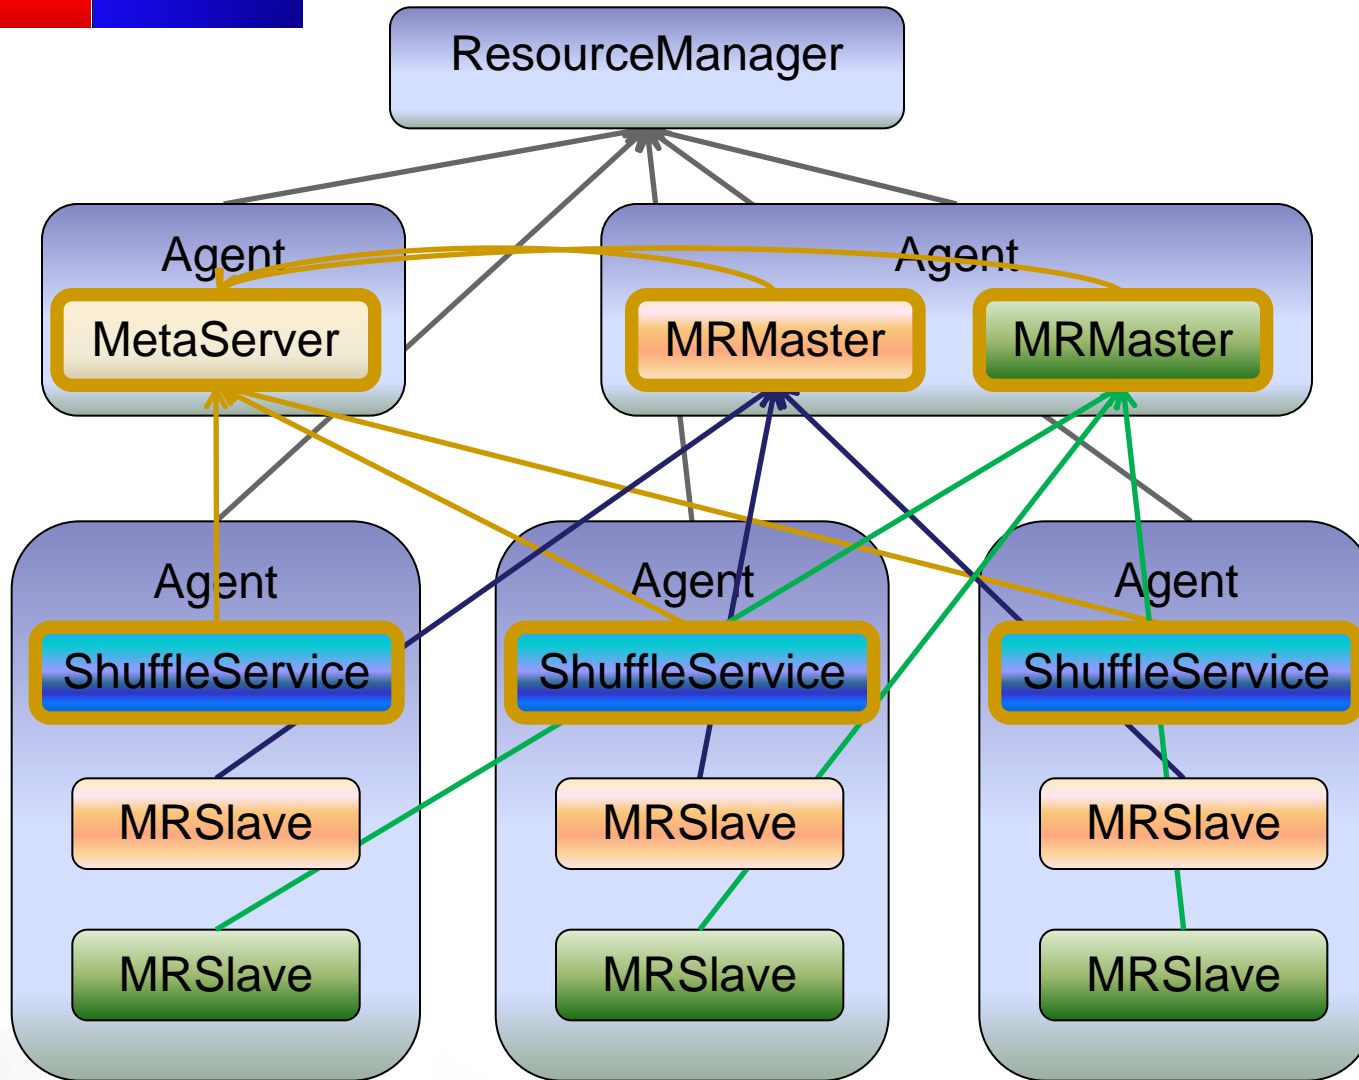 ResourceManager
Agent
Agent
MetaServer
MRMaster
MRMaster
Agent
Agent
Agent
ShuffleService
ShuffleService
ShuffleService
MRSlave
MRSlave
MRSlave
MRSlave
MRSlave
MRSlave